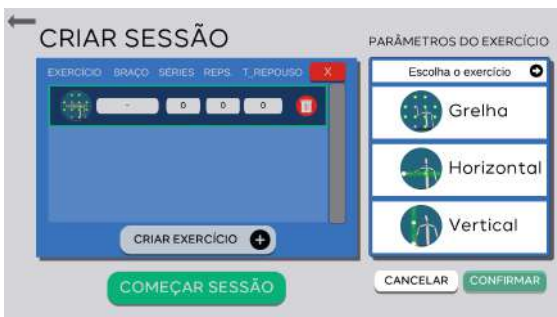 CRIAR SESSÃO
EXERCÍCIO BRAÇO SÉRIES REPS. T_REPOUSO X
- 0 0 0
CRIAR EXERCÍCIO
COMEÇAR SESSÃO
PARÂMETROS DO EXERCÍCIO
Escolha o exercício
Grelha
Horizontal
Vertical
CANCELAR CONFIRMAR